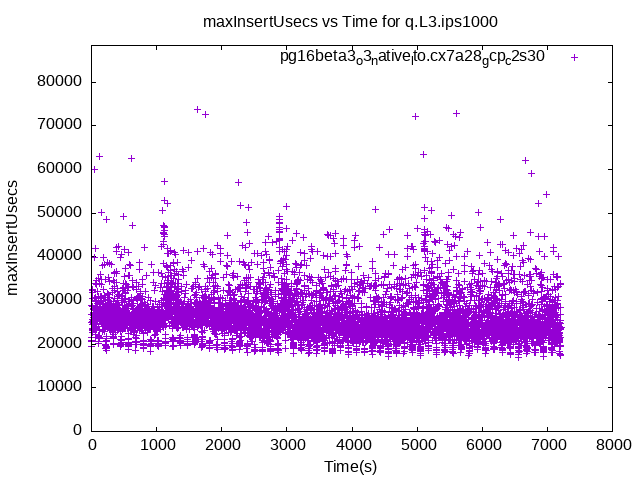 maxInsertUsecs vs Time for q.L3.ips1000
pg16beta3o3native_lto.cx7a28gcpc2s30
maxInsertUsecs
80000
70000
60000
50000
40000
30000
20000
10000
0
0 1000 2000 3000 4000 5000 6000 7000 8000
Time(s)